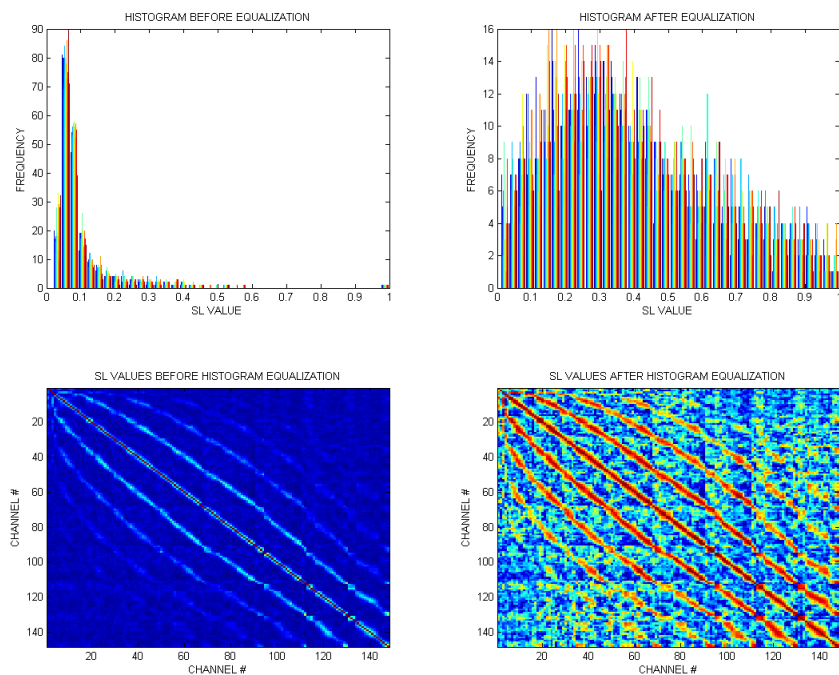 HISTOGRAM BEFORE EQUALIZATION
FREQUENCY
90
80
70
60
50
40
30
20
10
0
0 0.1 0.2 0.3 0.4 0.5 0.6 0.7 0.8 0.9 1
SL VALUE
HISTOGRAM AFTER EQUALIZATION
FREQUENCY
16
14
12
10
8
6
4
2
0
0 0.1 0.2 0.3 0.4 0.5 0.6 0.7 0.8 0.9 1
SL VALUE
SL VALUES BEFORE HISTOGRAM EQUALIZATION
CHANNEL #
20
40
60
80
100
120
140
20 40 60 80 100 120 140
CHANNEL #
SL VALUES AFTER HISTOGRAM EQUALIZATION
CHANNEL #
20
40
60
80
100
120
140
20 40 60 80 100 120 140
CHANNEL #